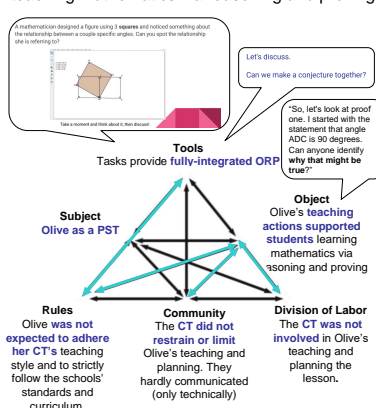 A mathematician designed a figure using 3 squares and noticed something about
the relationship between a couple specific angles. Can you spot the relationship
she is referring to?
Take a moment and think about it, then discuss!
Let's discuss.
Can we make a conjecture together?
"So, let's look at proof
one. I started with the
statement that angle
ADC is 90 degrees.
Can anyone identify
why that might be
true?"
Tools
Tasks provide fully-integrated ORP
Subject
Olive as a PST
Object
Olive's teaching
actions supported
students learning
mathematics via
reasoning and proving
Rules
Olive was not
expected to adhere
her CT's teaching
style and to strictly
follow the schools'
standards and
curriculum
Community
The CT did not
restrain or limit
Olive's teaching and
planning. They
hardly communicated
(only technically)
Division of Labor
The CT was not
involved in Olive's
teaching and
planning the
lesson.